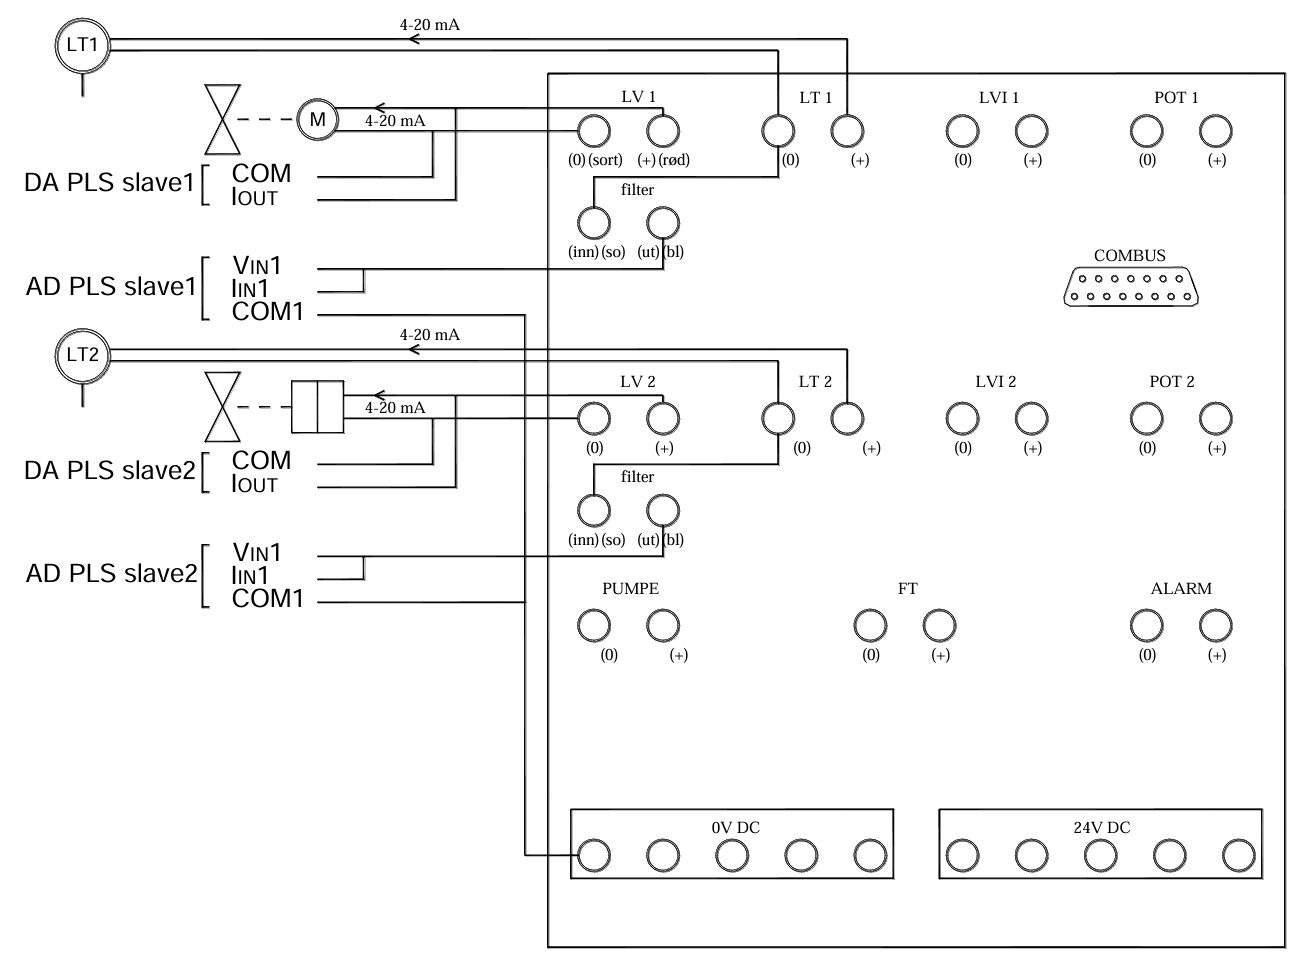 4-20 mA
LT1
LV 1
LT 1
LVI 1
POT 1
M
4-20 mA
(0) (sort)
(+) (rød)
(0)
(+)
(0)
(+)
(0)
(+)
DA PLS slave1
COM
IOUT
filter
(inn) (so)
(ut) (bl)
AD PLS slave1
VIN1
IIN1
COM1
COMBUS
4-20 mA
LT2
LV 2
LT 2
LVI 2
POT 2
4-20 mA
(0)
(+)
(0)
(+)
(0)
(+)
(0)
(+)
DA PLS slave2
COM
IOUT
filter
(inn) (so)
(ut) (bl)
AD PLS slave2
VIN1
IIN1
COM1
PUMPE
FT
ALARM
(0)
(+)
(0)
(+)
(0)
(+)
0V DC
24V DC